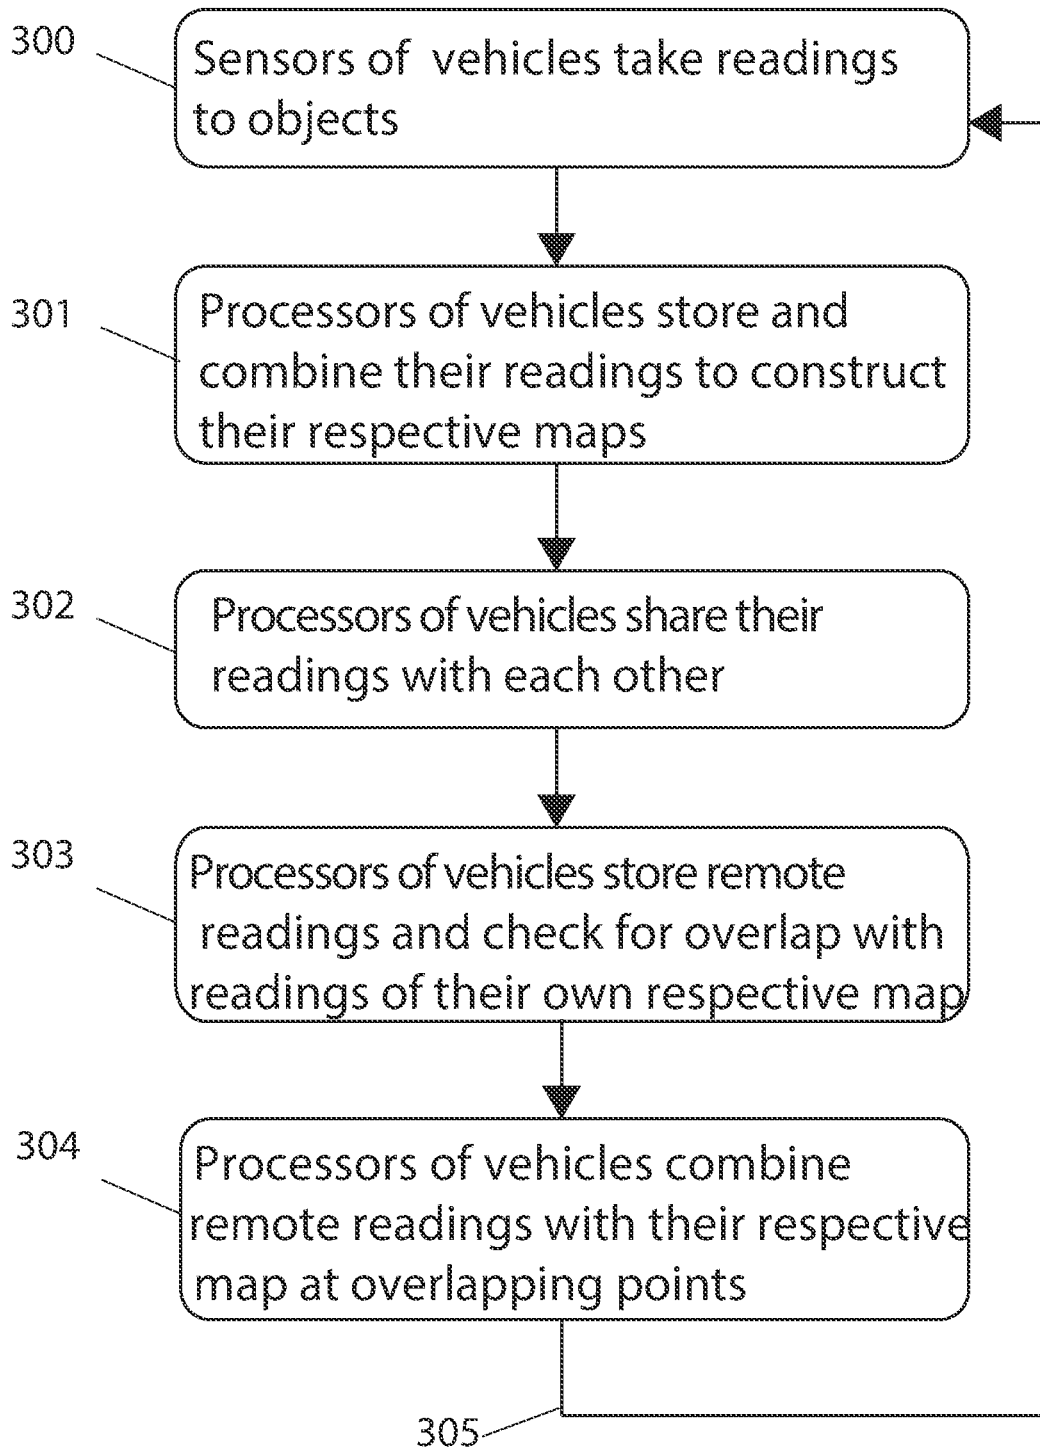 300
Sensors of vehicles take readings
to objects
301
Processors of vehicles store and
combine their readings to construct
their respective maps
302
Processors of vehicles share their
readings with each other
303
Processors of vehicles store remote
readings and check for overlap with
readings of their own respective map
304
Processors of vehicles combine
remote readings with their respective
map at overlapping points
305